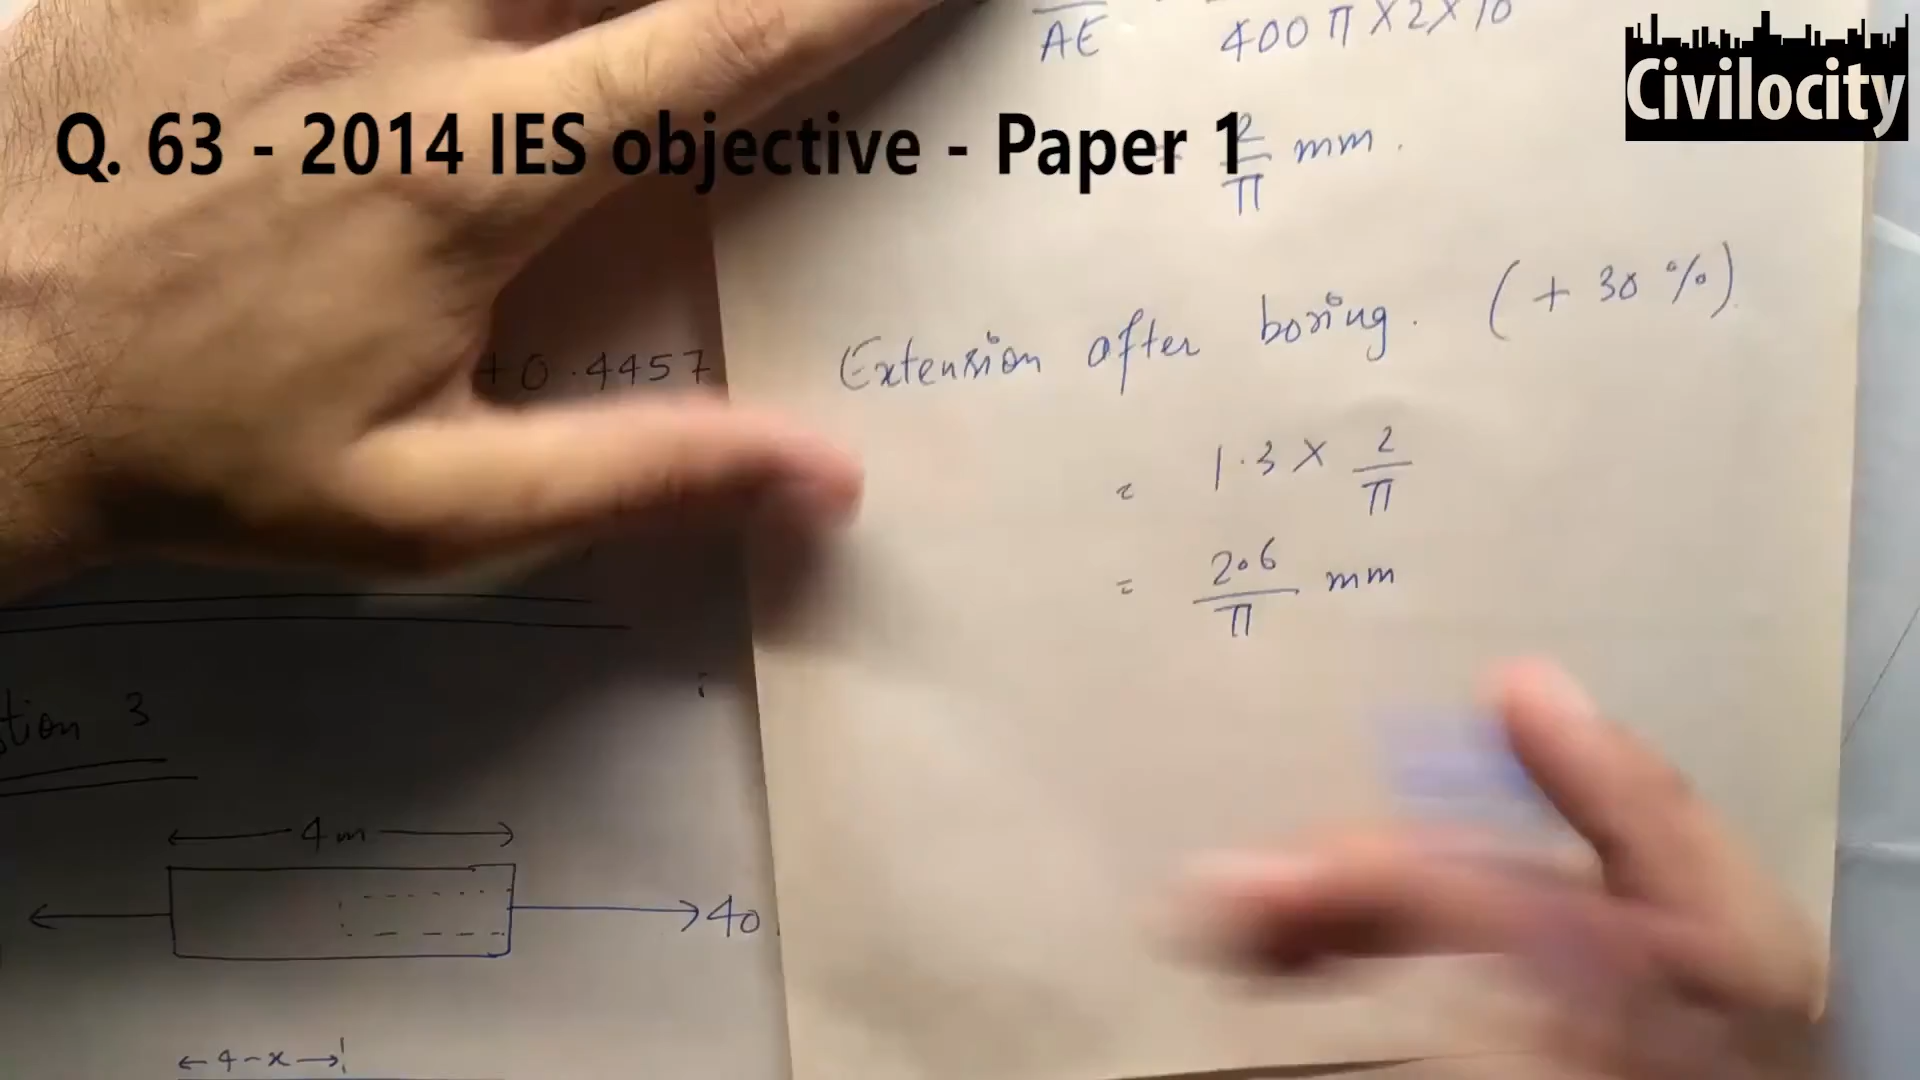 AE 400 π X 2 X 10
Civilocity
Q. 63 - 2014 IES objective - Paper 1
= 2/π mm .
Extension after boring. (+ 30 %)
+ 0.4457
= 1.3 X 2/π
= 2.6/π mm
tion 3
4m
40
4-x